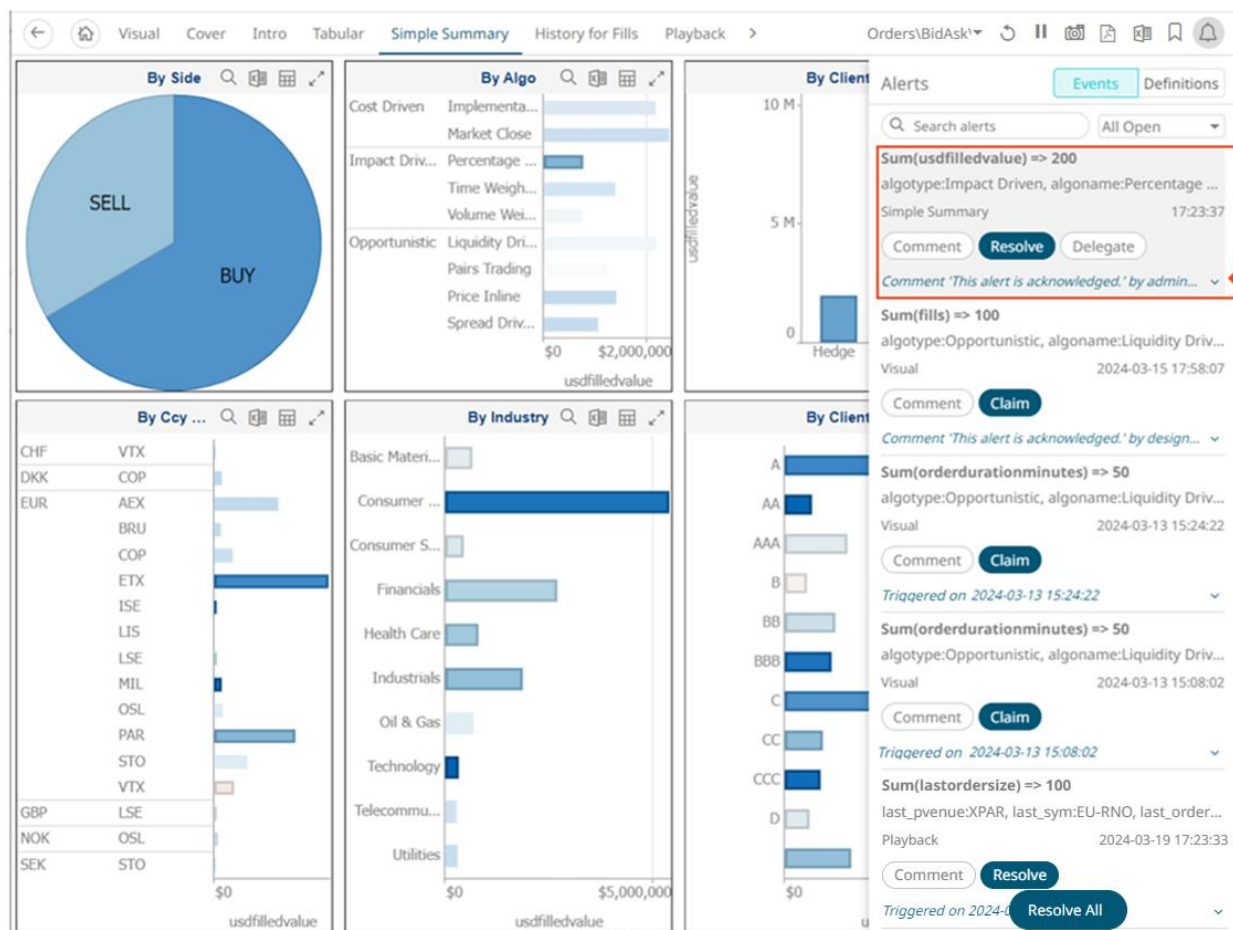 Visual Cover Intro Tabular Simple Summary History for Fills Playback Orders\BidAsk\
By Side
SELL
BUY
By Algo
Cost Driven Implementa...
Market Close
Impact Driv... Percentage ...
Time Weigh...
Volume Wei...
Opportunistic Liquidity Dri...
Pairs Trading
Price Inline
Spread Driv...
$0 $2,000,000
usdfilledvalue
By Client
10 M
5 M
0
usdfilledvalue
Hedge
By Ccy ...
CHF VTX
DKK COP
EUR AEX
BRU
COP
ETX
ISE
LIS
LSE
MIL
OSL
PAR
STO
VTX
GBP LSE
NOK OSL
SEK STO
$0
usdfilledvalue
By Industry
Basic Materi...
Consumer ...
Consumer S...
Financials
Health Care
Industrials
Oil & Gas
Technology
Telecommu...
Utilities
$0 $5,000,000
usdfilledvalue
By Client
A
AA
AAA
B
BB
BBB
C
CC
CCC
D
$0
u
Alerts Events Definitions
Search alerts All Open
Sum(usdfilledvalue) => 200
algotype:Impact Driven, algoname:Percentage ...
Simple Summary 17:23:37
Comment Resolve Delegate
Comment 'This alert is acknowledged.' by admin...
Sum(fills) => 100
algotype:Opportunistic, algoname:Liquidity Driv...
Visual 2024-03-15 17:58:07
Comment Claim
Comment 'This alert is acknowledged.' by design...
Sum(orderdurationminutes) => 50
algotype:Opportunistic, algoname:Liquidity Driv...
Visual 2024-03-13 15:24:22
Comment Claim
Triggered on 2024-03-13 15:24:22
Sum(orderdurationminutes) => 50
algotype:Opportunistic, algoname:Liquidity Driv...
Visual 2024-03-13 15:08:02
Comment Claim
Triggered on 2024-03-13 15:08:02
Sum(lastordersize) => 100
last_pvenue:XPAR, last_sym:EU-RNO, last_order...
Playback 2024-03-19 17:23:33
Comment Resolve
Triggered on 2024-0
Resolve All